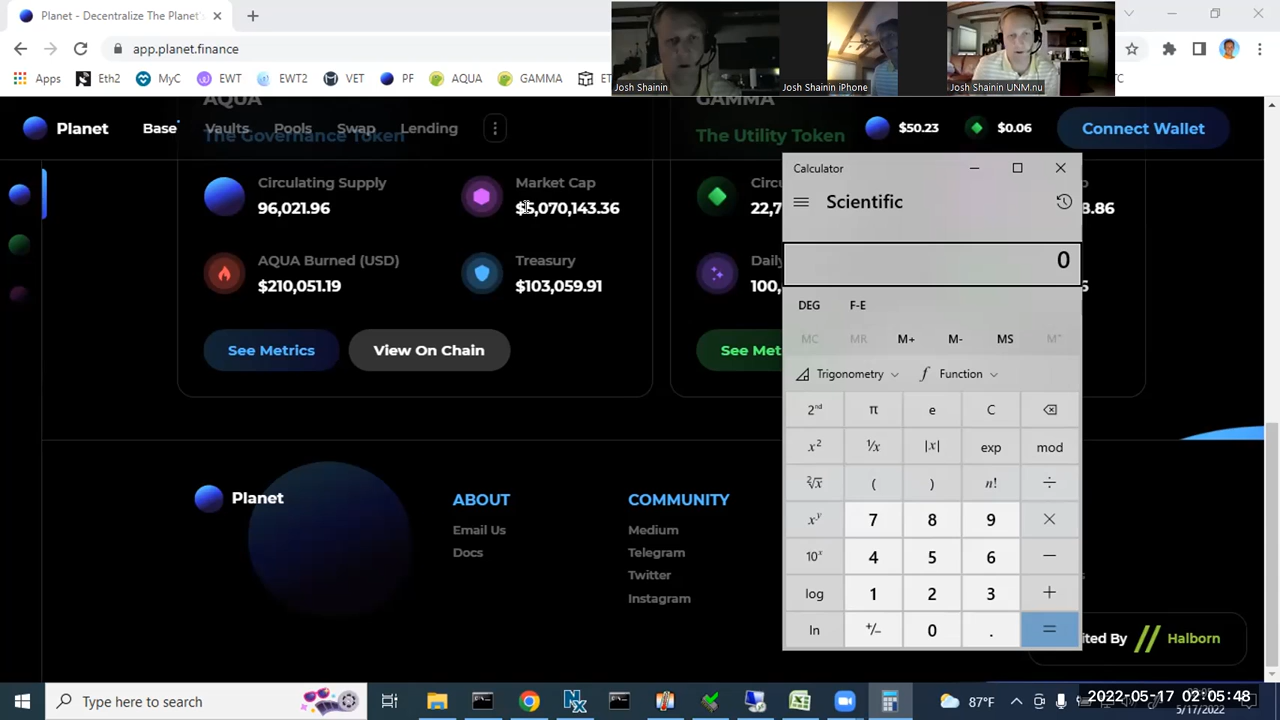 Planet - Decentralize The Planet's
app.planet.finance
Josh Shainin
Josh Shainin iPhone
Josh Shainin UNM.nu
Apps
Eth2
MyC
EWT
EWT2
VET
PF
AQUA
GAMMA
AQUA
GAMMA
Planet
Base
Vaults
Pools
Swap
Lending
$50.23
$0.06
Connect Wallet
The Governance Token
The Utility Token
Circulating Supply
96,021.96
Market Cap
$5,070,143.36
AQUA Burned (USD)
$210,051.19
Treasury
$103,059.91
See Metrics
View On Chain
Calculator
Scientific
0
DEG
F-E
MC
MR
M+
M-
MS
Trigonometry
Function
2nd
π
e
C
x2
1/x
|x|
exp
mod
2√x
(
)
n!
÷
xy
7
8
9
×
10x
4
5
6
−
log
1
2
3
+
ln
+/−
0
.
=
Planet
ABOUT
Email Us
Docs
COMMUNITY
Medium
Telegram
Twitter
Instagram
By
Halborn
Type here to search
87°F
2022-05-17 02:05:48
5/17/2022